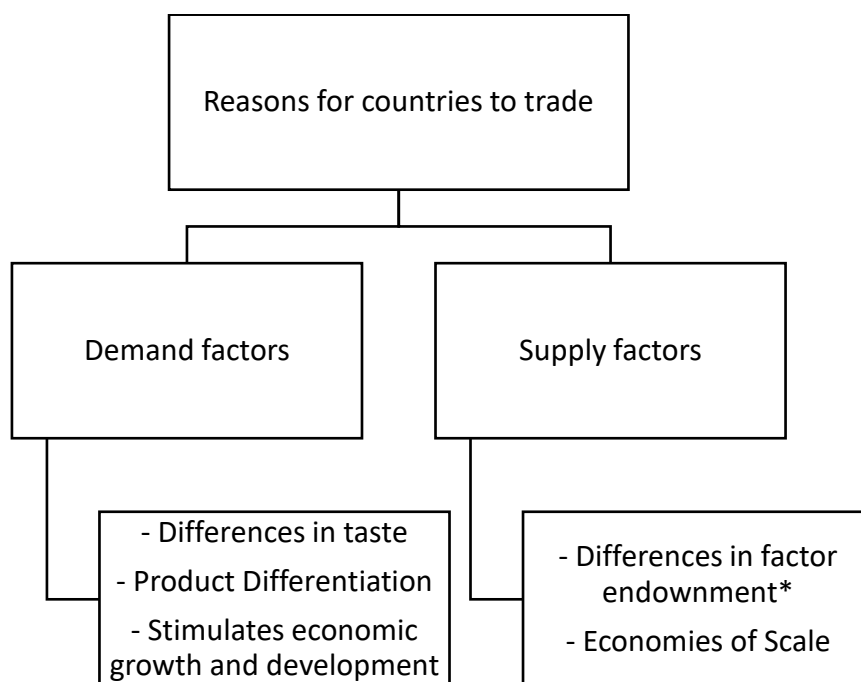 Reasons for countries to trade
Demand factors
Supply factors
- Differences in taste
- Product Differentiation
- Stimulates economic
growth and development
- Differences in factor
endownment*
- Economies of Scale